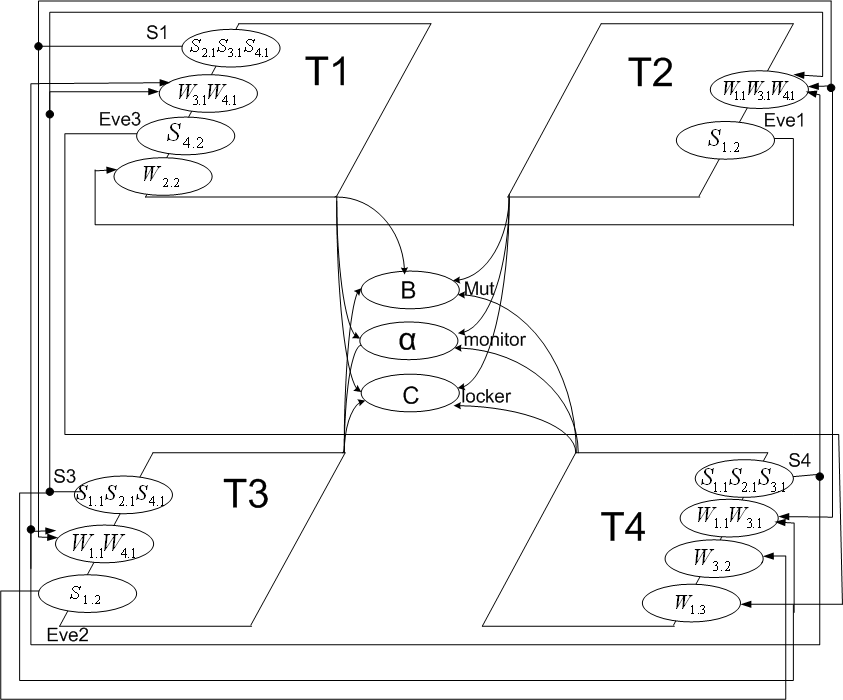 S1
S2.1S3.1S4.1
T1
T2
W3.1W4.1
W1.1W3.1W4.1
Eve3
S4.2
Eve1
S1.2
W2.2
B
Mut
α
monitor
C
locker
S3
S1.1S2.1S4.1
T3
S4
S1.1S2.1S3.1
W1.1W3.1
T4
W1.1W4.1
W3.2
S1.2
W1.3
Eve2